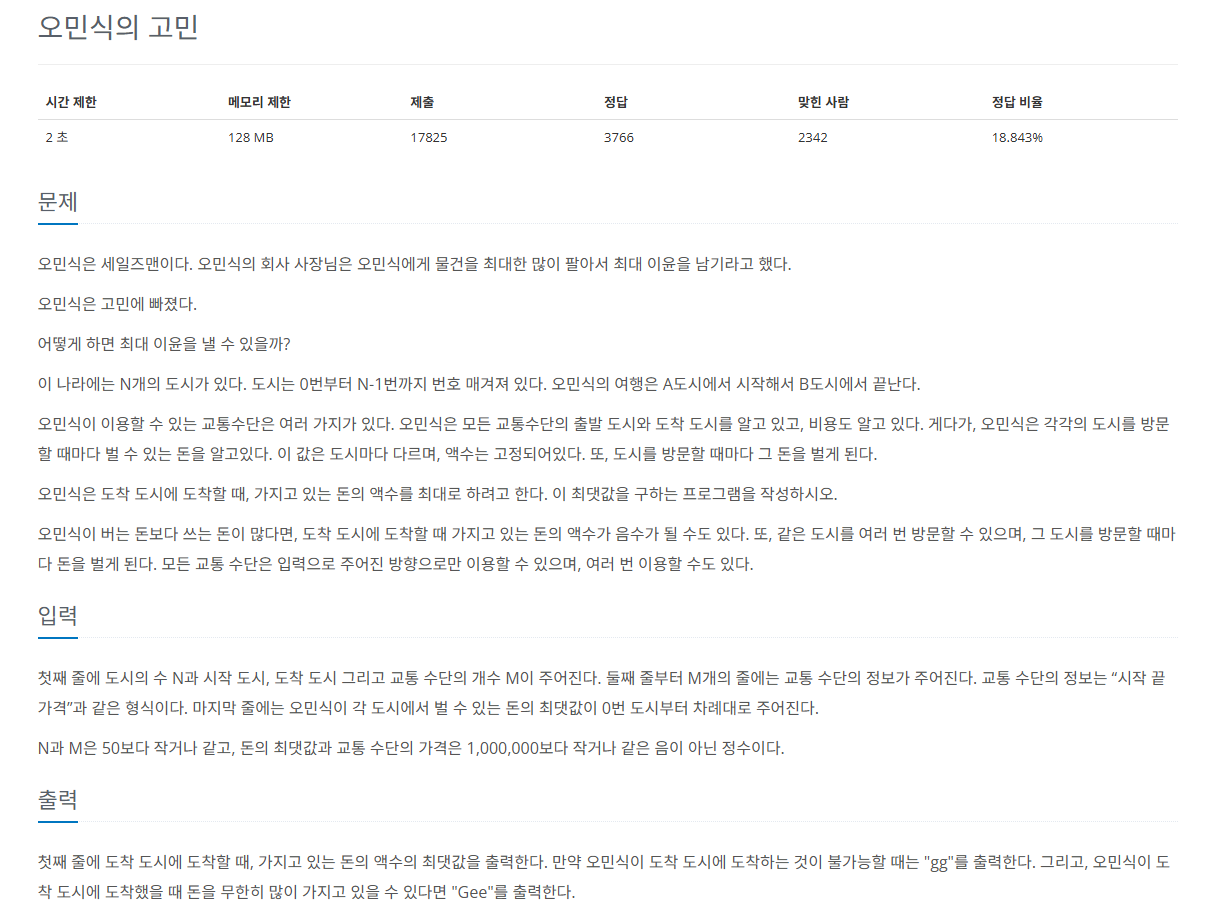 오민식의 고민
시간 제한 메모리 제한 제출 정답 맞힌 사람 정답 비율
2 초 128 MB 17825 3766 2342 18.843%
문제
오민식은 세일즈맨이다. 오민식의 회사 사장님은 오민식에게 물건을 최대한 많이 팔아서 최대 이윤을 남기라고 했다.
오민식은 고민에 빠졌다.
어떻게 하면 최대 이윤을 낼 수 있을까?
이 나라에는 N개의 도시가 있다. 도시는 0번부터 N-1번까지 번호 매겨져 있다. 오민식의 여행은 A도시에서 시작해서 B도시에서 끝난다.
오민식이 이용할 수 있는 교통수단은 여러 가지가 있다. 오민식은 모든 교통수단의 출발 도시와 도착 도시를 알고 있고, 비용도 알고 있다. 게다가, 오민식은 각각의 도시를 방문
할 때마다 벌 수 있는 돈을 알고있다. 이 값은 도시마다 다르며, 액수는 고정되어있다. 또, 도시를 방문할 때마다 그 돈을 벌게 된다.
오민식은 도착 도시에 도착할 때, 가지고 있는 돈의 액수를 최대로 하려고 한다. 이 최댓값을 구하는 프로그램을 작성하시오.
오민식이 버는 돈보다 쓰는 돈이 많다면, 도착 도시에 도착할 때 가지고 있는 돈의 액수가 음수가 될 수도 있다. 또, 같은 도시를 여러 번 방문할 수 있으며, 그 도시를 방문할 때마
다 돈을 벌게 된다. 모든 교통 수단은 입력으로 주어진 방향으로만 이용할 수 있으며, 여러 번 이용할 수도 있다.
입력
첫째 줄에 도시의 수 N과 시작 도시, 도착 도시 그리고 교통 수단의 개수 M이 주어진다. 둘째 줄부터 M개의 줄에는 교통 수단의 정보가 주어진다. 교통 수단의 정보는 “시작 끝
가격”과 같은 형식이다. 마지막 줄에는 오민식이 각 도시에서 벌 수 있는 돈의 최댓값이 0번 도시부터 차례대로 주어진다.
N과 M은 50보다 작거나 같고, 돈의 최댓값과 교통 수단의 가격은 1,000,000보다 작거나 같은 음이 아닌 정수이다.
출력
첫째 줄에 도착 도시에 도착할 때, 가지고 있는 돈의 액수의 최댓값을 출력한다. 만약 오민식이 도착 도시에 도착하는 것이 불가능할 때는 "gg"를 출력한다. 그리고, 오민식이 도
착 도시에 도착했을 때 돈을 무한히 많이 가지고 있을 수 있다면 "Gee"를 출력한다.